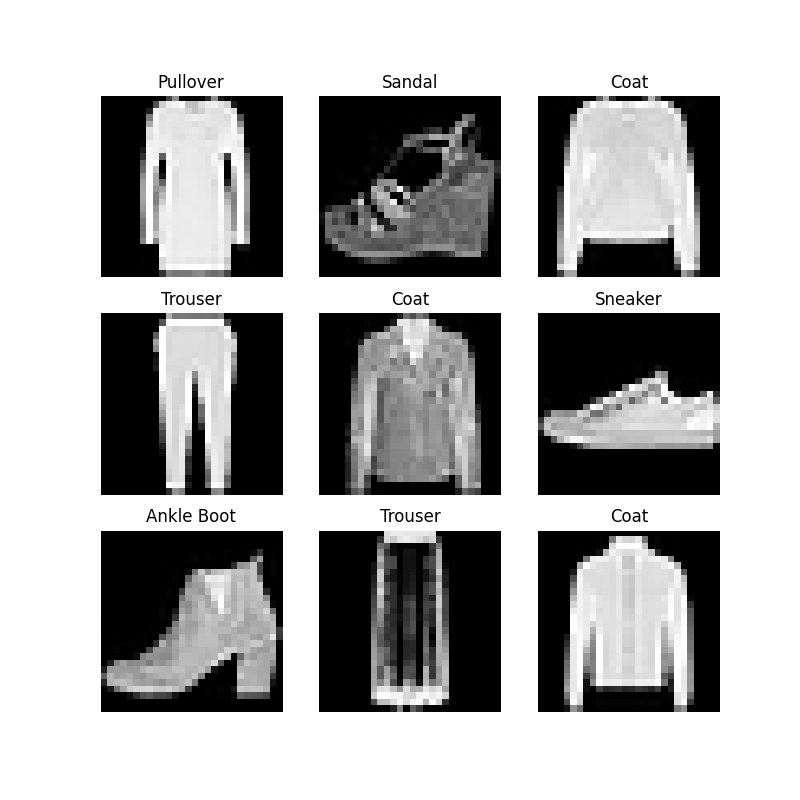 Pullover
Sandal
Coat
Trouser
Coat
Sneaker
Ankle Boot
Trouser
Coat